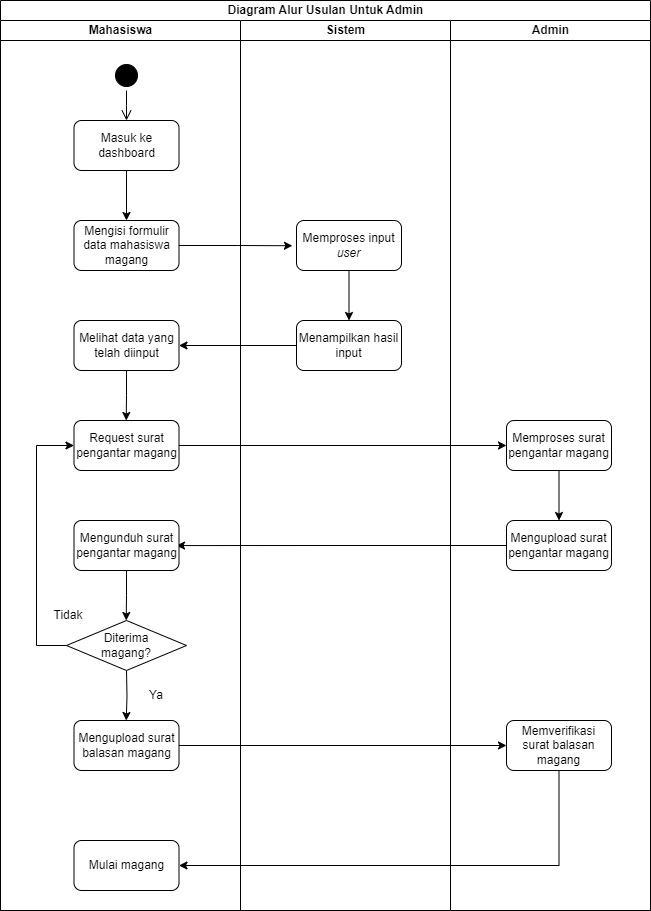 Diagram Alur Usulan Untuk Admin
Mahasiswa
Sistem
Admin
Masuk ke
dashboard
Mengisi formulir
data mahasiswa
magang
Memproses input
user
Melihat data yang
telah diinput
Menampilkan hasil
input
Request surat
pengantar magang
Memproses surat
pengantar magang
Mengunduh surat
pengantar magang
Mengupload surat
pengantar magang
Tidak
Diterima
magang?
Ya
Mengupload surat
balasan magang
Memverifikasi
surat balasan
magang
Mulai magang